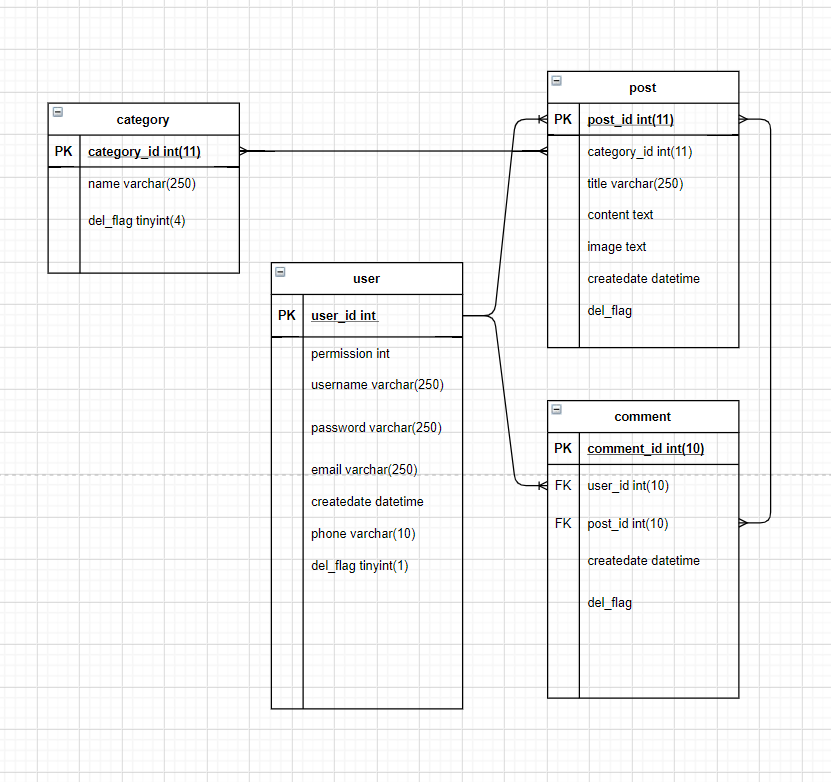 category
PK category_id int(11)
name varchar(250)
del_flag tinyint(4)
post
PK post_id int(11)
category_id int(11)
title varchar(250)
content text
image text
createdate datetime
del_flag
user
PK user_id int
permission int
username varchar(250)
password varchar(250)
email varchar(250)
createdate datetime
phone varchar(10)
del_flag tinyint(1)
comment
PK comment_id int(10)
FK user_id int(10)
FK post_id int(10)
createdate datetime
del_flag